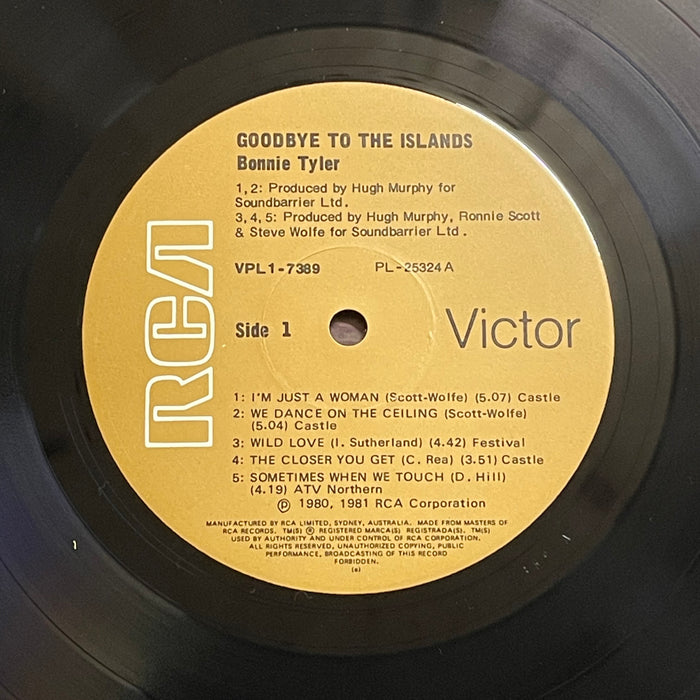 GOODBYE TO THE ISLANDS
Bonnie Tyler
1,2: Produced by Hugh Murphy for
Soundbarrier Ltd.
3,4,5: Produced by Hugh Murphy, Ronnie Scott
& Steve Wolfe for Soundbarrier Ltd.
VPL1-7389 PL-25324 A
RCA
Side 1
Victor
1: I'M JUST A WOMAN (Scott-Wolfe) (5.07) Castle
2: WE DANCE ON THE CEILING (Scott-Wolfe)
(5.04) Castle
3: WILD LOVE (I. Sutherland) (4.42) Festival
4: THE CLOSER YOU GET (C. Rea) (3.51) Castle
5: SOMETIMES WHEN WE TOUCH (D. Hill)
(4.19) ATV Northern
℗ 1980, 1981 RCA Corporation
MANUFACTURED BY RCA LIMITED, SYDNEY, AUSTRALIA. MADE FROM MASTERS OF
RCA RECORDS. TM(S) ® REGISTERED MARCA(S) REGISTRADA(S). TM(S)
USED BY AUTHORITY AND UNDER CONTROL OF RCA CORPORATION.
ALL RIGHTS RESERVED, UNAUTHORIZED COPYING, PUBLIC
PERFORMANCE, BROADCASTING OF THIS RECORD
FORBIDDEN.